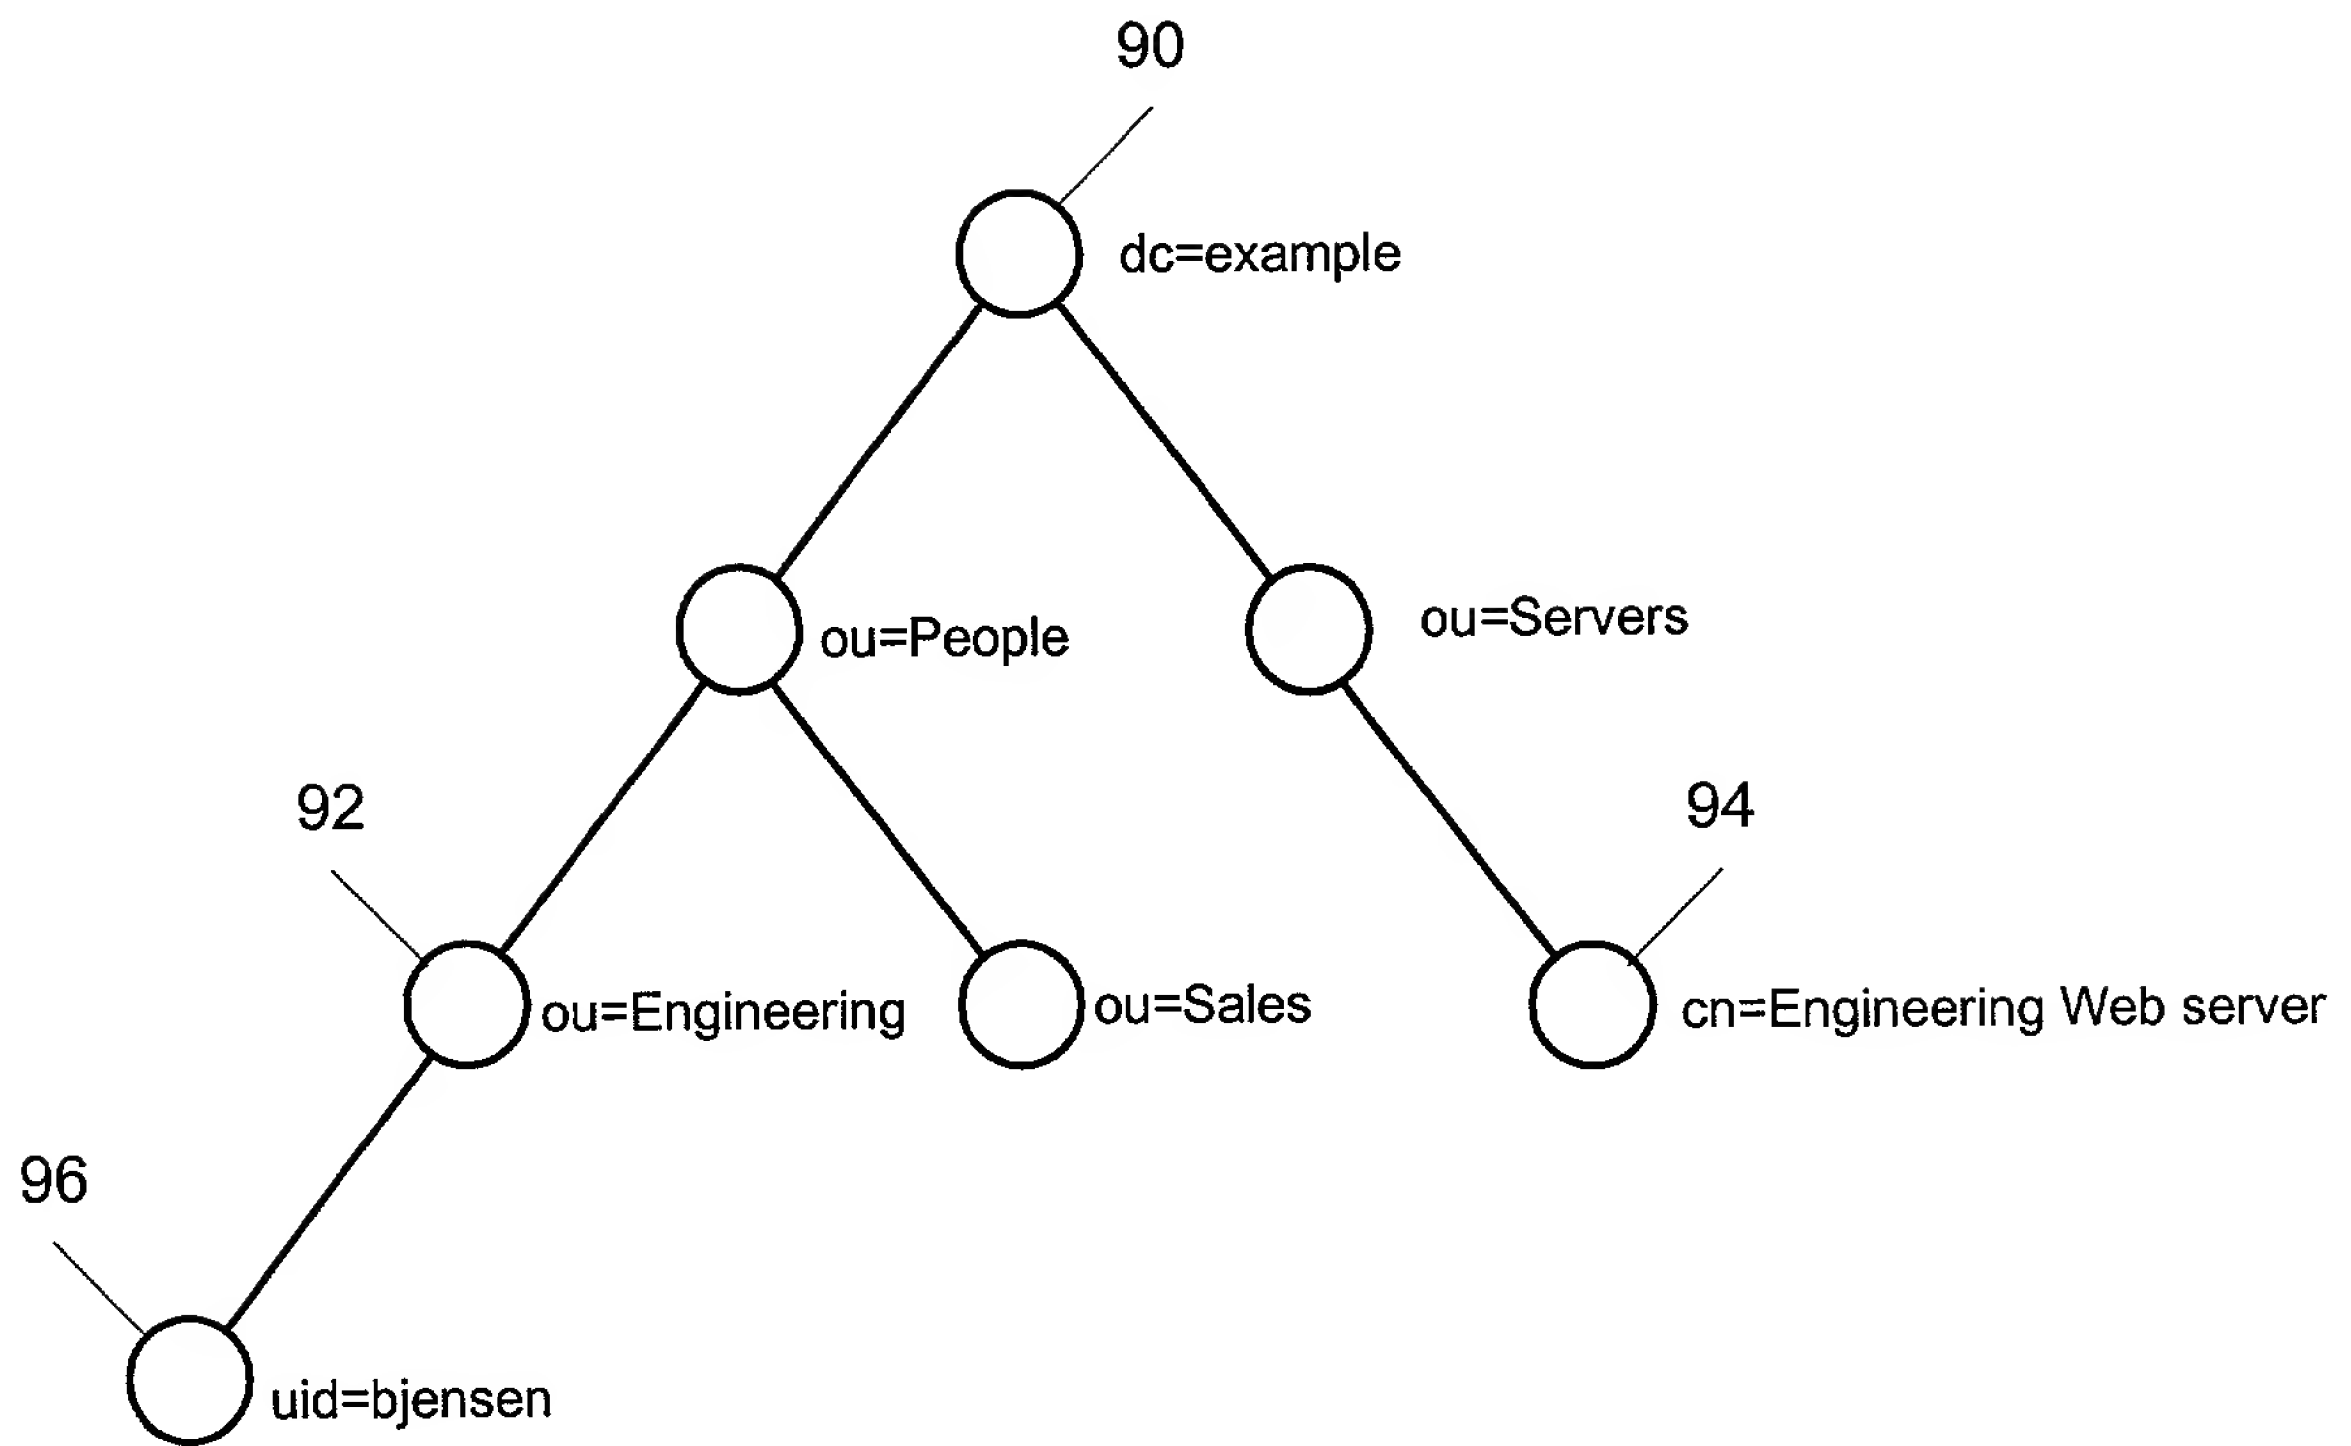 90
dc=example
ou=People
ou=Servers
92
94
ou=Engineering
ou=Sales
cn=Engineering Web server
96
uid=bjensen